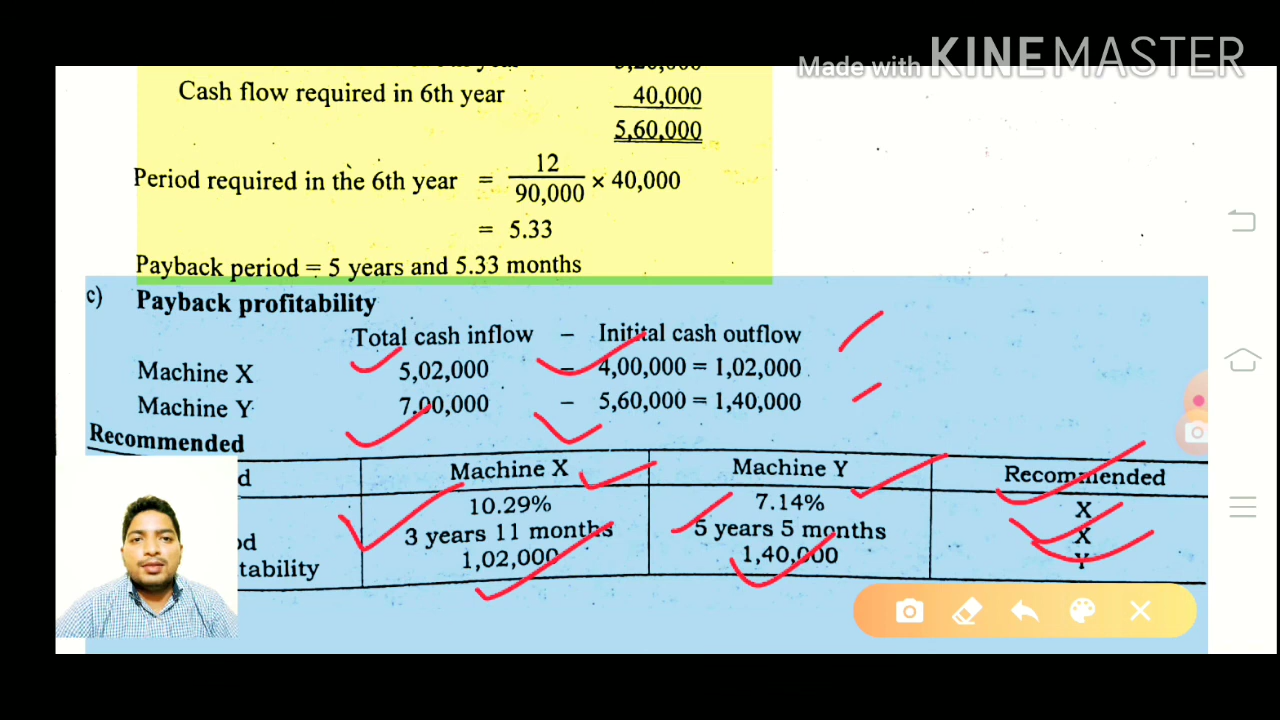 Made with KINEMASTER
Cash flow required in 6th year 40,000
5,60,000
Period required in the 6th year = 12 / 90,000 × 40,000
= 5.33
Payback period = 5 years and 5.33 months
c) Payback profitability
Total cash inflow – Initital cash outflow
Machine X 5,02,000 – 4,00,000 = 1,02,000
Machine Y 7,00,000 – 5,60,000 = 1,40,000
Recommended
d Machine X Machine Y Recommended
10.29% 7.14% X
od 3 years 11 months 5 years 5 months X
tability 1,02,000 1,40,000 Y